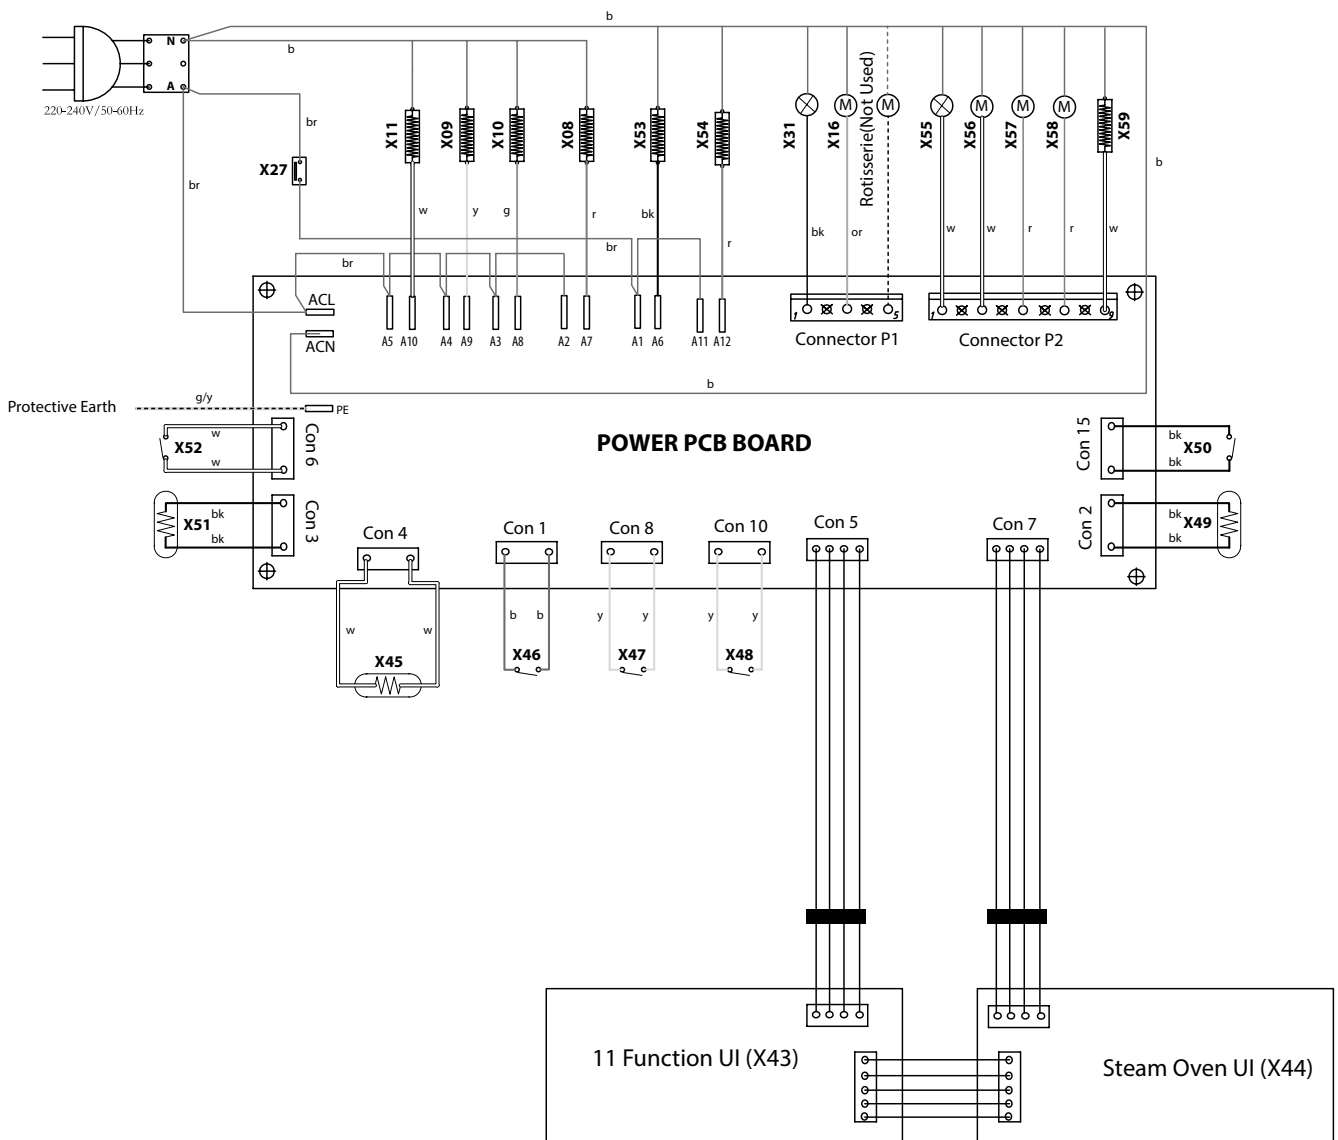 b
N
b
A
220-240V/50-60Hz
br
X27
br
X11
X09
X10
X08
X53
X54
X31
X16
Rotisserie(Not Used)
X55
X56
X57
X58
X59
M
M
M
M
M
b
w
y
g
r
bk
r
bk
or
w
w
r
r
w
br
br
ACL
ACN
A5
A10
A4
A9
A3
A8
A2
A7
A1
A6
A11
A12
1
5
1
9
Connector P1
Connector P2
b
Protective Earth
g/y
PE
POWER PCB BOARD
X52
w
w
Con 6
X51
bk
bk
Con 3
Con 15
bk
bk
X50
Con 2
bk
bk
X49
Con 4
Con 1
Con 8
Con 10
Con 5
Con 7
w
w
X45
b
b
X46
y
y
X47
y
y
X48
11 Function UI (X43)
Steam Oven UI (X44)